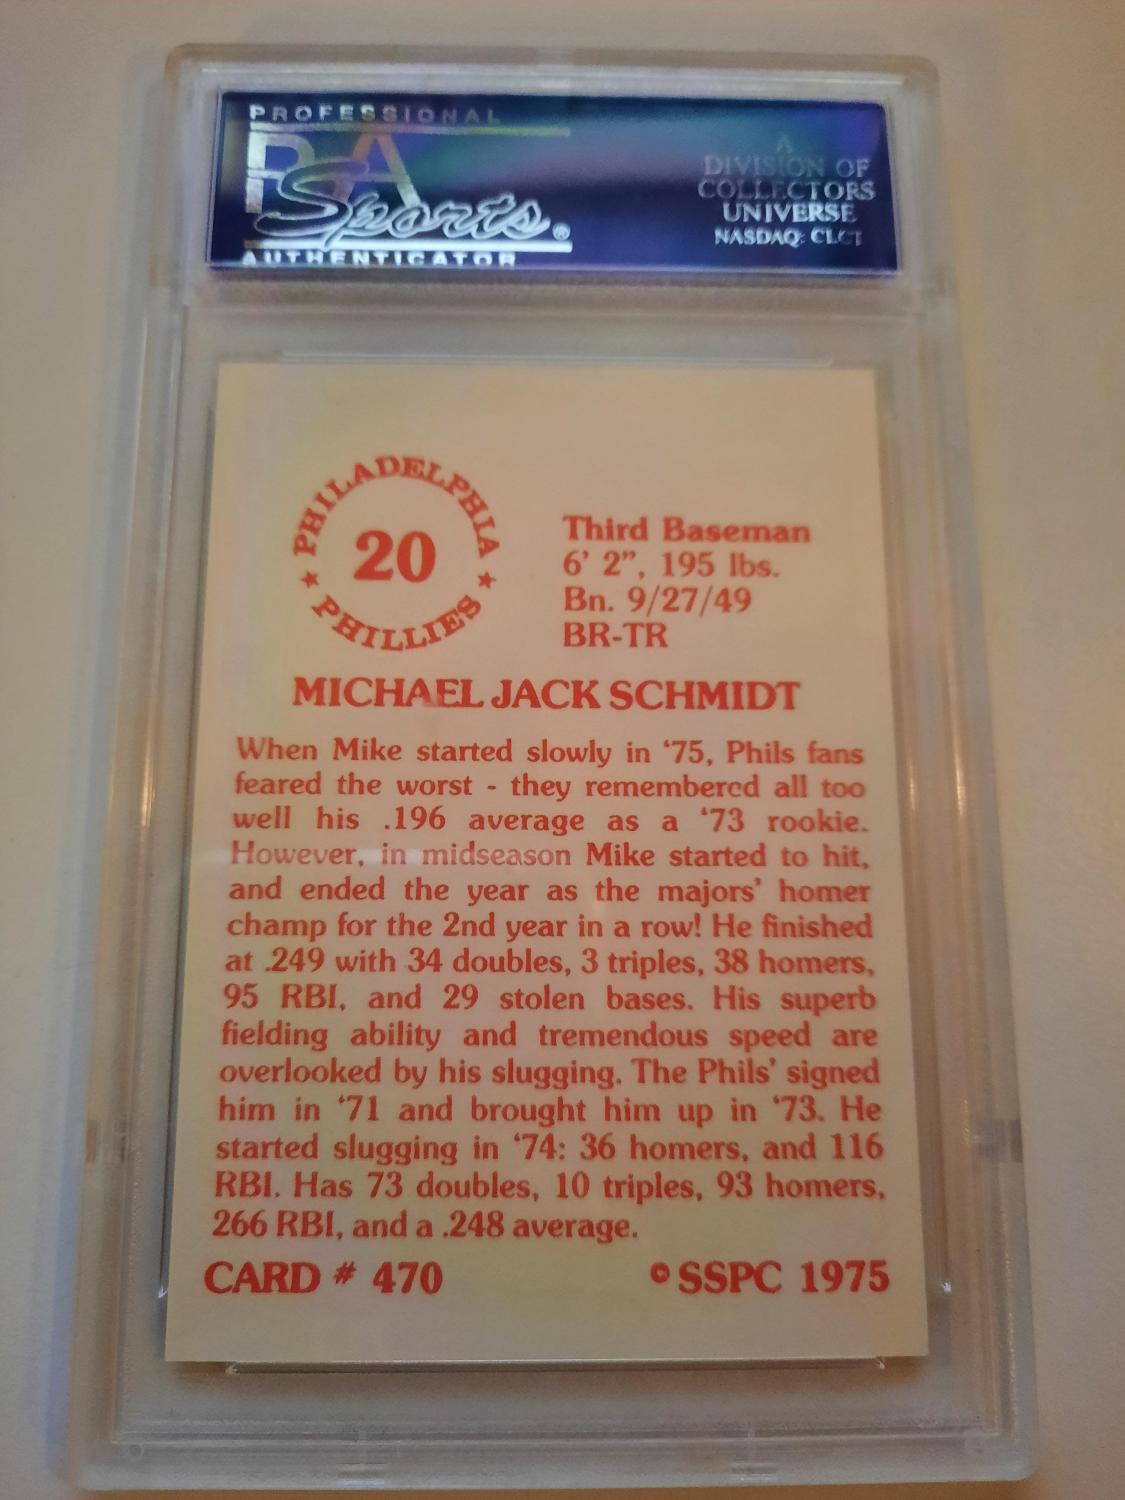 PROFESSIONAL
PSA
Sports®
AUTHENTICATOR
A
DIVISION OF
COLLECTORS
UNIVERSE
NASDAQ: CLCT
PHILADELPHIA
20
★ PHILLIES ★
Third Baseman
6' 2", 195 lbs.
Bn. 9/27/49
BR-TR
MICHAEL JACK SCHMIDT
When Mike started slowly in '75, Phils fans
feared the worst - they remembered all too
well his .196 average as a '73 rookie.
However, in midseason Mike started to hit,
and ended the year as the majors' homer
champ for the 2nd year in a row! He finished
at .249 with 34 doubles, 3 triples, 38 homers,
95 RBI, and 29 stolen bases. His superb
fielding ability and tremendous speed are
overlooked by his slugging. The Phils' signed
him in '71 and brought him up in '73. He
started slugging in '74: 36 homers, and 116
RBI. Has 73 doubles, 10 triples, 93 homers,
266 RBI, and a .248 average.
CARD # 470
© SSPC 1975